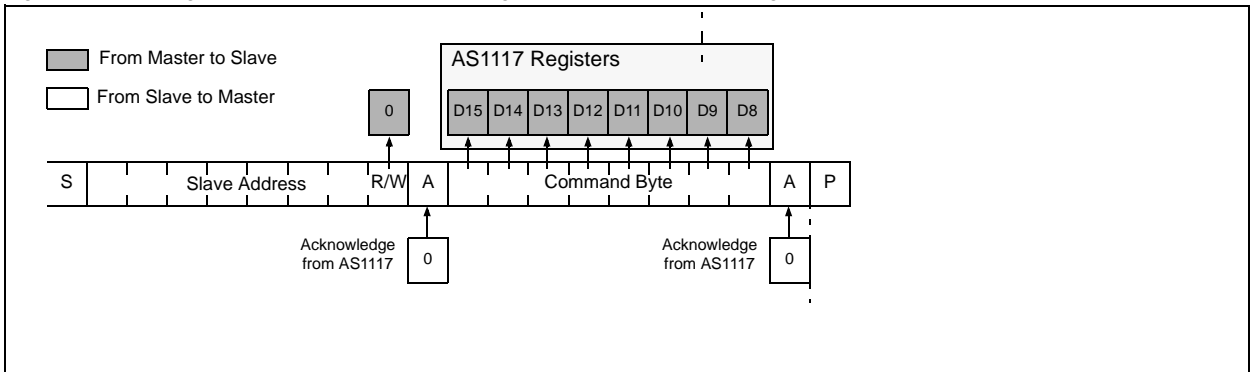 From Master to Slave
AS1117 Registers
From Slave to Master
0
D15 D14 D13 D12 D11 D10 D9 D8
S Slave Address R/W A Command Byte A P
Acknowledge
from AS1117
0
Acknowledge
from AS1117
0